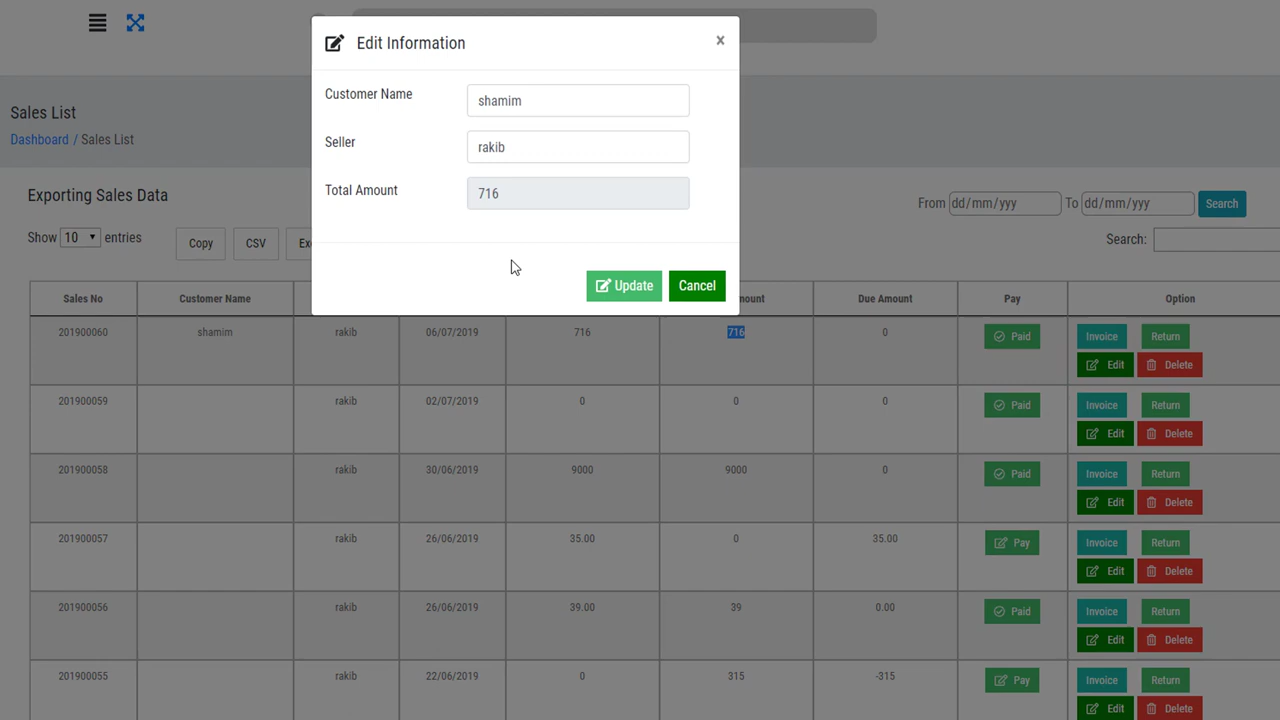 Edit Information
×
Customer Name
shamim
Seller
rakib
Total Amount
716
Update
Cancel
Sales List
Dashboard / Sales List
Exporting Sales Data
From dd/mm/yyy To dd/mm/yyy Search
Show 10 entries
Copy
CSV
Search:
Sales No Customer Name Due Amount Pay Option
201900060 shamim rakib 06/07/2019 716 716 0 Paid Invoice Return
Edit Delete
201900059 rakib 02/07/2019 0 0 0 Paid Invoice Return
Edit Delete
201900058 rakib 30/06/2019 9000 9000 0 Paid Invoice Return
Edit Delete
201900057 rakib 26/06/2019 35.00 0 35.00 Pay Invoice Return
Edit Delete
201900056 rakib 26/06/2019 39.00 39 0.00 Paid Invoice Return
Edit Delete
201900055 rakib 22/06/2019 0 315 -315 Pay Invoice Return
Edit Delete